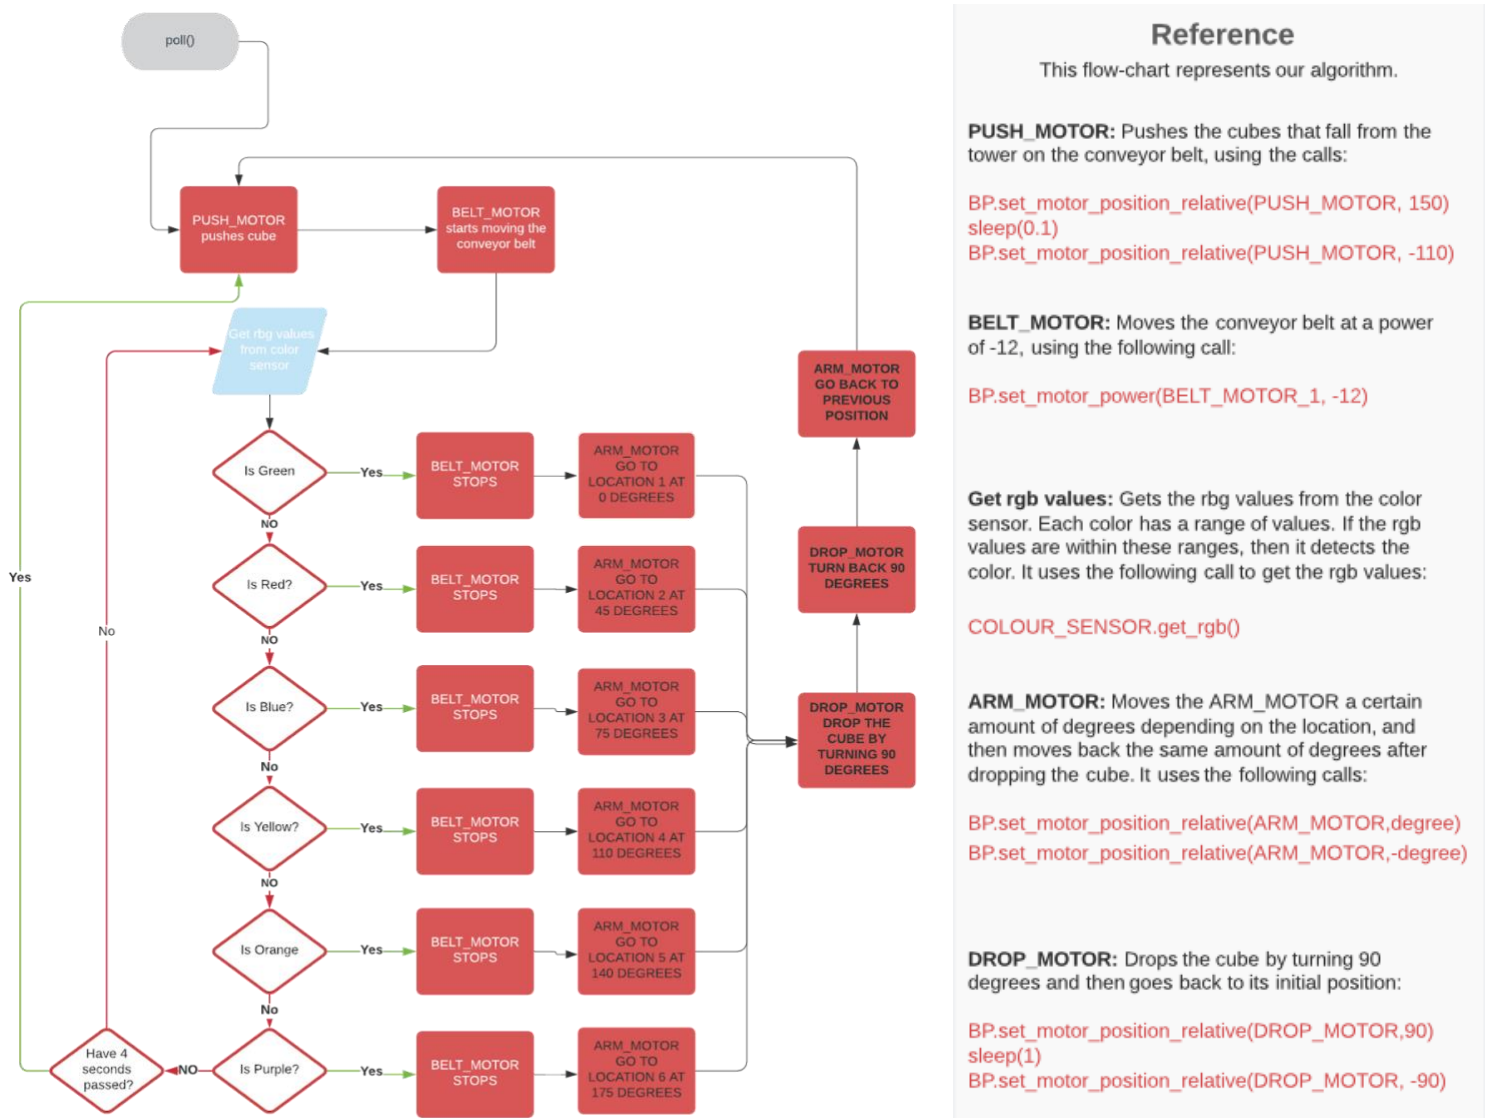 poll()
PUSH_MOTOR
pushes cube
BELT_MOTOR
starts moving the
conveyor belt
Get rbg values
from color
sensor
Is Green
Yes
BELT_MOTOR
STOPS
ARM_MOTOR
GO TO
LOCATION 1 AT
0 DEGREES
NO
Is Red?
Yes
BELT_MOTOR
STOPS
ARM_MOTOR
GO TO
LOCATION 2 AT
45 DEGREES
NO
Is Blue?
Yes
BELT_MOTOR
STOPS
ARM_MOTOR
GO TO
LOCATION 3 AT
75 DEGREES
No
Is Yellow?
Yes
BELT_MOTOR
STOPS
ARM_MOTOR
GO TO
LOCATION 4 AT
110 DEGREES
NO
Is Orange
Yes
BELT_MOTOR
STOPS
ARM_MOTOR
GO TO
LOCATION 5 AT
140 DEGREES
No
Is Purple?
Yes
BELT_MOTOR
STOPS
ARM_MOTOR
GO TO
LOCATION 6 AT
175 DEGREES
NO
Have 4
seconds
passed?
Yes
No
DROP_MOTOR
DROP THE
CUBE BY
TURNING 90
DEGREES
DROP_MOTOR
TURN BACK 90
DEGREES
ARM_MOTOR
GO BACK TO
PREVIOUS
POSITION
Reference
This flow-chart represents our algorithm.
PUSH_MOTOR: Pushes the cubes that fall from the
tower on the conveyor belt, using the calls:
BP.set_motor_position_relative(PUSH_MOTOR, 150)
sleep(0.1)
BP.set_motor_position_relative(PUSH_MOTOR, -110)
BELT_MOTOR: Moves the conveyor belt at a power
of -12, using the following call:
BP.set_motor_power(BELT_MOTOR_1, -12)
Get rgb values: Gets the rbg values from the color
sensor. Each color has a range of values. If the rgb
values are within these ranges, then it detects the
color. It uses the following call to get the rgb values:
COLOUR_SENSOR.get_rgb()
ARM_MOTOR: Moves the ARM_MOTOR a certain
amount of degrees depending on the location, and
then moves back the same amount of degrees after
dropping the cube. It uses the following calls:
BP.set_motor_position_relative(ARM_MOTOR,degree)
BP.set_motor_position_relative(ARM_MOTOR,-degree)
DROP_MOTOR: Drops the cube by turning 90
degrees and then goes back to its initial position:
BP.set_motor_position_relative(DROP_MOTOR,90)
sleep(1)
BP.set_motor_position_relative(DROP_MOTOR, -90)